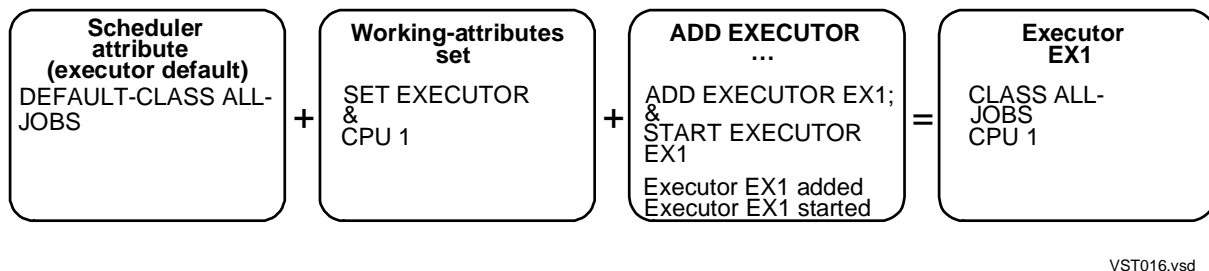 Scheduler
attribute
(executor default)
DEFAULT-CLASS ALL-
JOBS
+
Working-attributes
set
SET EXECUTOR
&
CPU 1
+
ADD EXECUTOR
...
ADD EXECUTOR EX1;
&
START EXECUTOR
EX1
Executor EX1 added
Executor EX1 started
=
Executor
EX1
CLASS ALL-
JOBS
CPU 1
VST016.vsd